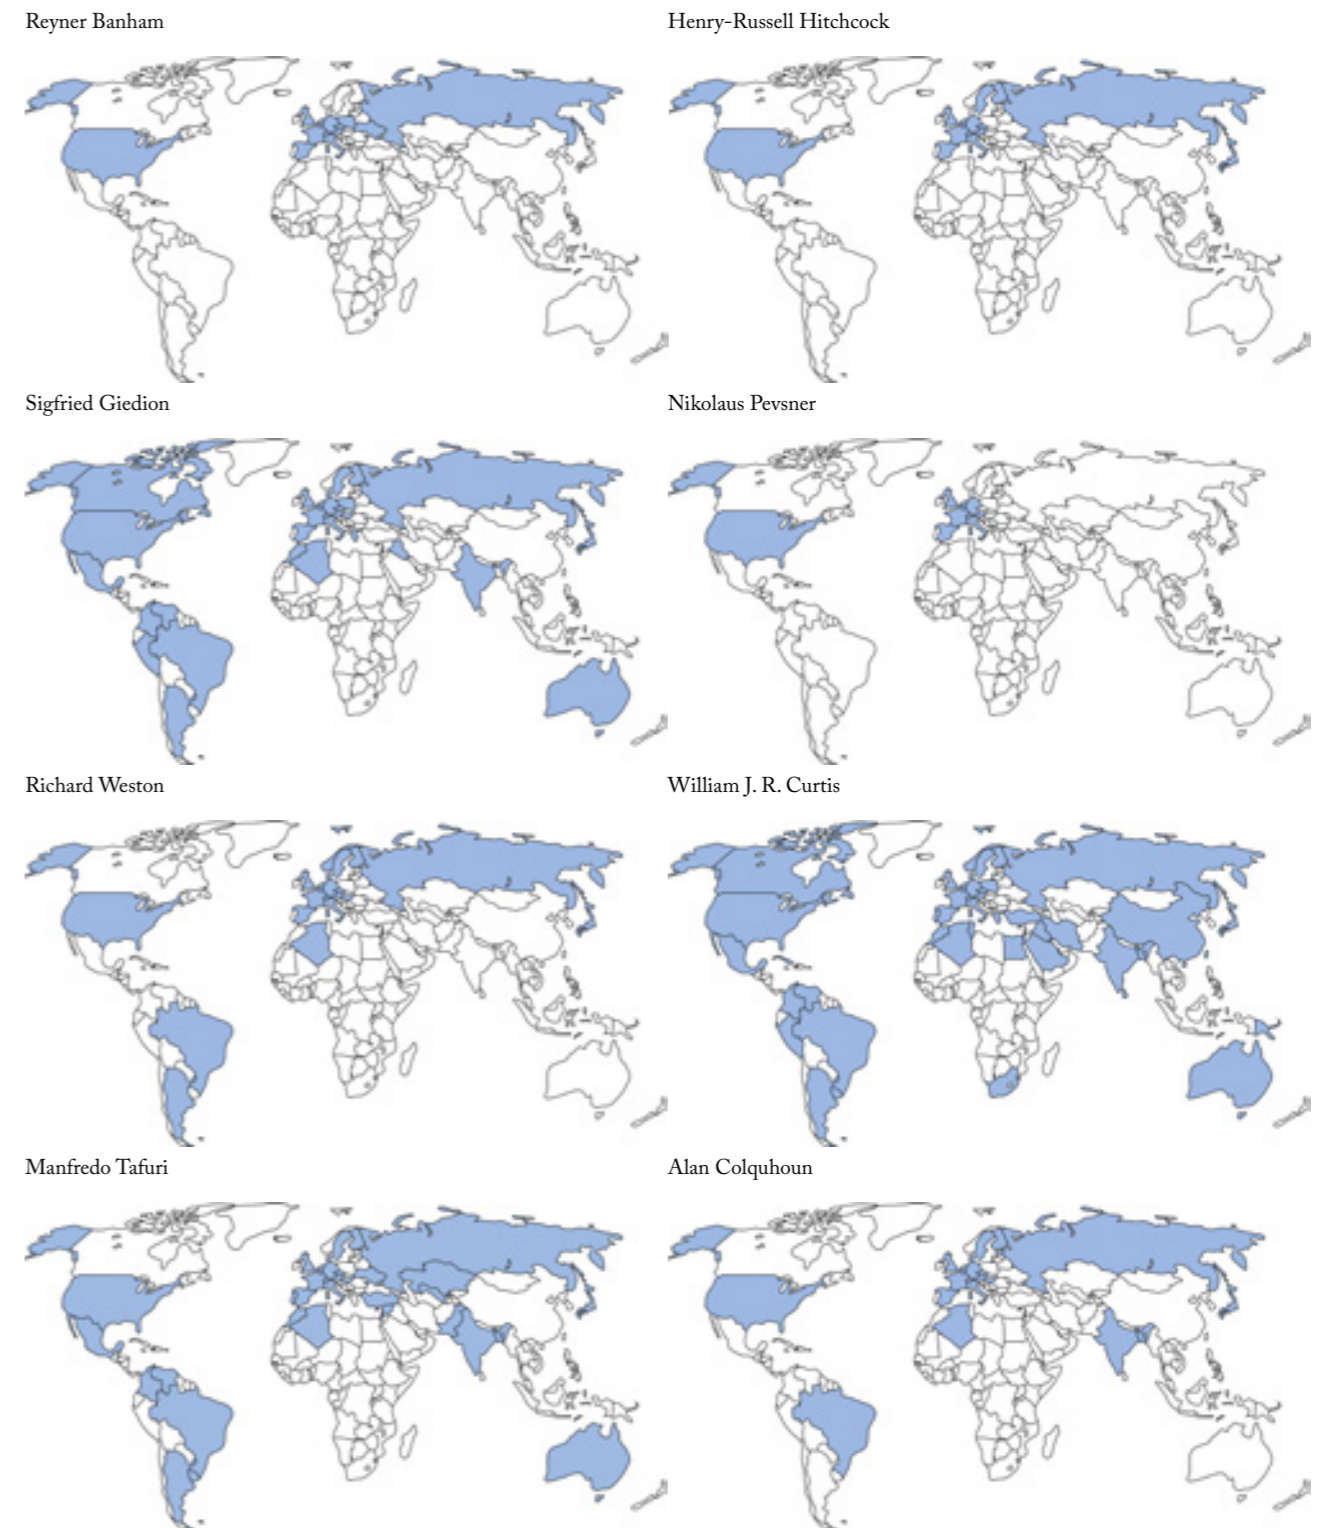 Reyner Banham
Henry-Russell Hitchcock
Sigfried Giedion
Nikolaus Pevsner
Richard Weston
William J. R. Curtis
Manfredo Tafuri
Alan Colquhoun